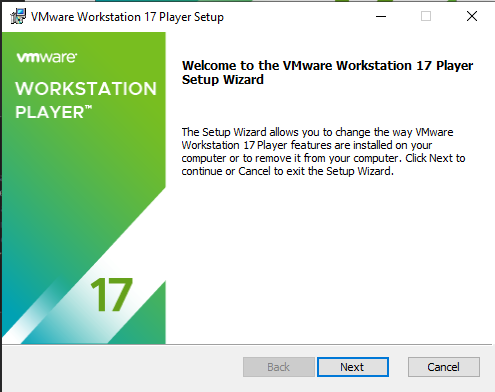 VMware Workstation 17 Player Setup
vmware®
WORKSTATION
PLAYER™
17
Welcome to the VMware Workstation 17 Player
Setup Wizard
The Setup Wizard allows you to change the way VMware
Workstation 17 Player features are installed on your
computer or to remove it from your computer. Click Next to
continue or Cancel to exit the Setup Wizard.
Back
Next
Cancel